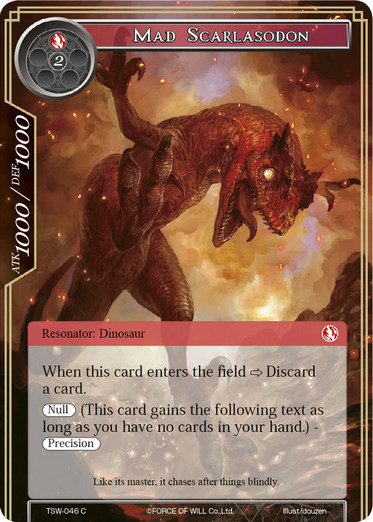 Mad Scarlasodon
2
ATK 1000 / DEF 1000
Resonator: Dinosaur
When this card enters the field ⇨ Discard
a card.
Null (This card gains the following text as
long as you have no cards in your hand.) -
Precision
Like its master, it chases after things blindly.
TSW-046 C ©FORCE OF WILL Co.,Ltd. Illust/douzen